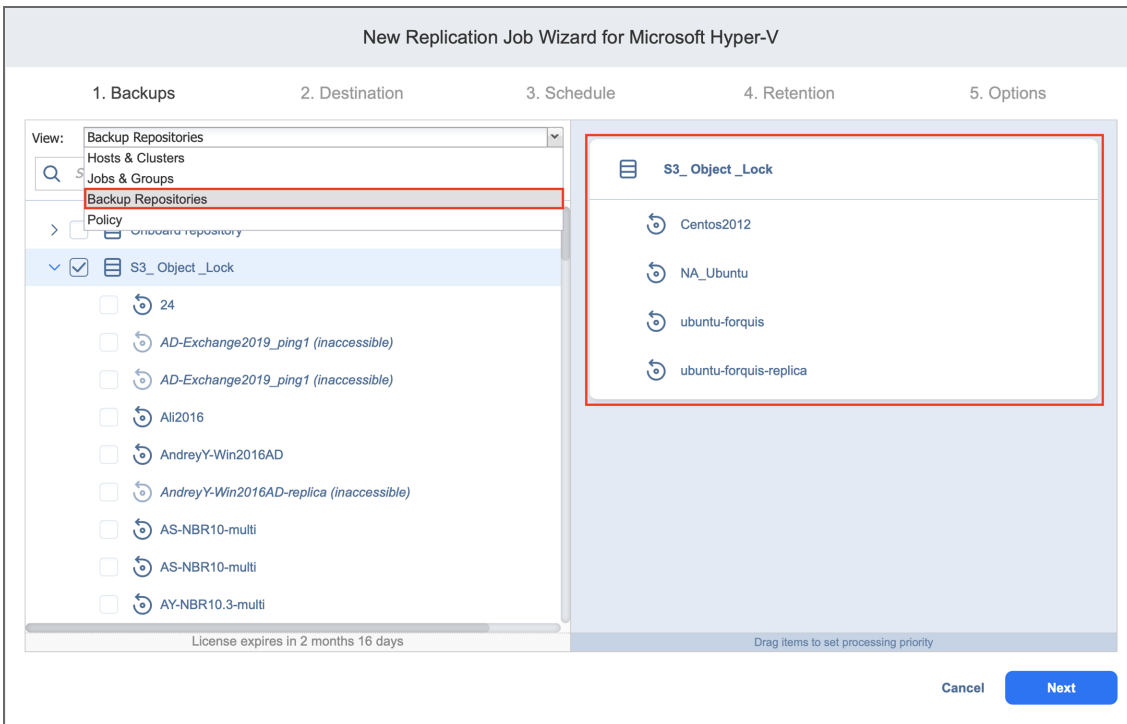 New Replication Job Wizard for Microsoft Hyper-V
1. Backups
2. Destination
3. Schedule
4. Retention
5. Options
View:
Backup Repositories
Hosts & Clusters
S
Jobs & Groups
Backup Repositories
Policy
Onboard repository
S3_ Object _Lock
24
AD-Exchange2019_ping1 (inaccessible)
AD-Exchange2019_ping1 (inaccessible)
Ali2016
AndreyY-Win2016AD
AndreyY-Win2016AD-replica (inaccessible)
AS-NBR10-multi
AS-NBR10-multi
AY-NBR10.3-multi
License expires in 2 months 16 days
S3_ Object _Lock
Centos2012
NA_Ubuntu
ubuntu-forquis
ubuntu-forquis-replica
Drag items to set processing priority
Cancel
Next